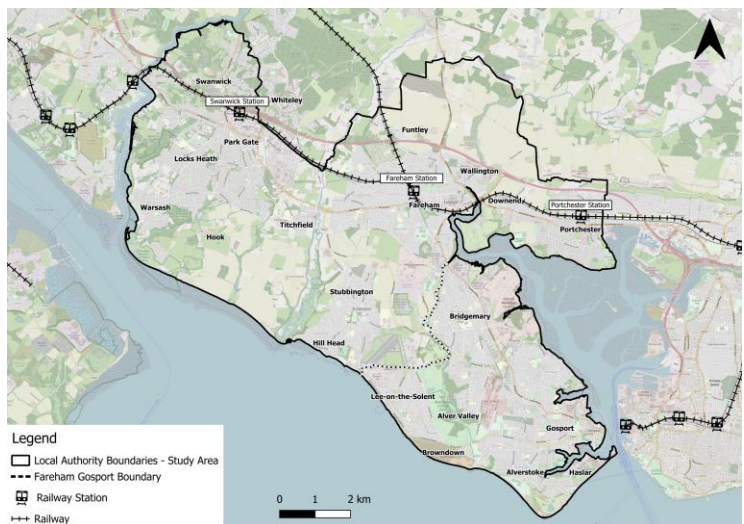 Swanwick
Whiteley
Swanwick Station
Park Gate
Funtley
Locks Heath
Wallington
Fareham Station
Downend
Portchester Station
Warsash
Fareham
Titchfield
Portchester
Hook
Stubbington
Bridgemary
Hill Head
Lee-on-the-Solent
Alver Valley
Gosport
Browndown
Alverstoke
Haslar
Legend
Local Authority Boundaries - Study Area
Fareham Gosport Boundary
Railway Station
Railway
0 1 2 km